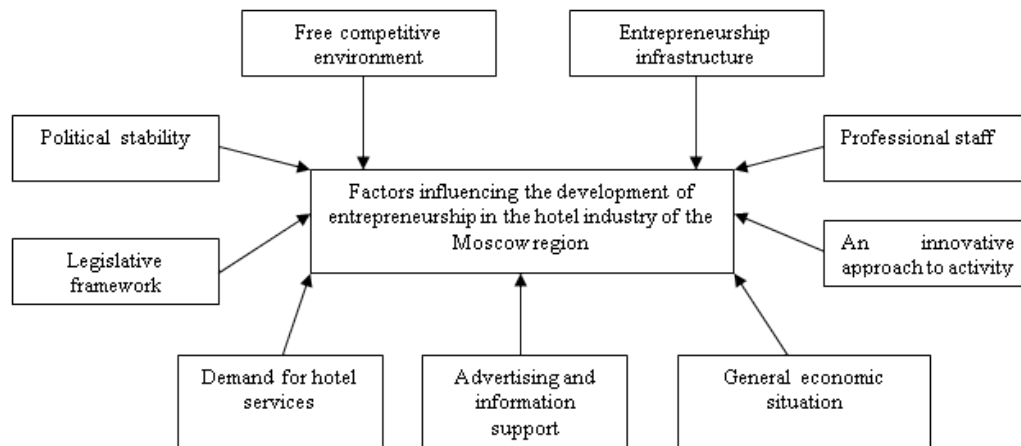 Free competitive
environment
Entrepreneurship
infrastructure
Political stability
Professional staff
Factors influencing the development of
entrepreneurship in the hotel industry of the
Moscow region
Legislative
framework
An innovative
approach to activity
Demand for hotel
services
Advertising and
information
support
General economic
situation